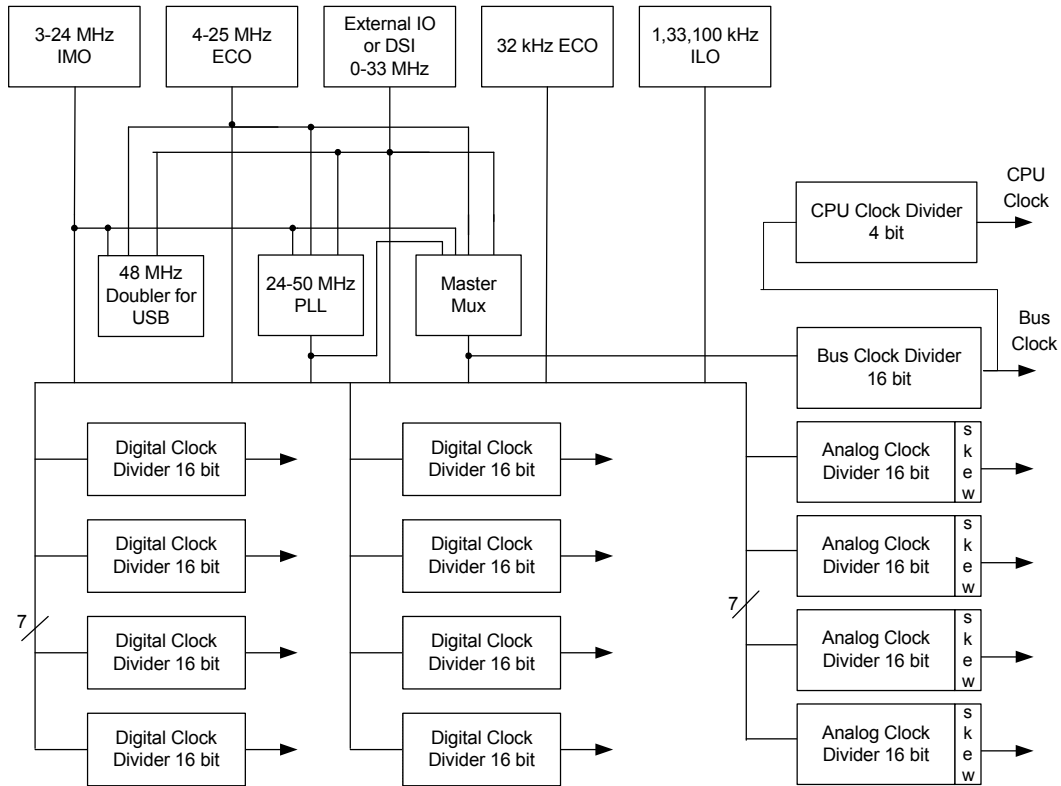 3-24 MHz
IMO
4-25 MHz
ECO
External IO
or DSI
0-33 MHz
32 kHz ECO
1,33,100 kHz
ILO
48 MHz
Doubler for
USB
24-50 MHz
PLL
Master
Mux
CPU Clock Divider
4 bit
CPU
Clock
Bus Clock Divider
16 bit
Bus
Clock
Digital Clock
Divider 16 bit
Digital Clock
Divider 16 bit
Analog Clock
Divider 16 bit
s
k
e
w
Digital Clock
Divider 16 bit
Digital Clock
Divider 16 bit
Analog Clock
Divider 16 bit
s
k
e
w
7
7
Digital Clock
Divider 16 bit
Digital Clock
Divider 16 bit
Analog Clock
Divider 16 bit
s
k
e
w
Digital Clock
Divider 16 bit
Digital Clock
Divider 16 bit
Analog Clock
Divider 16 bit
s
k
e
w